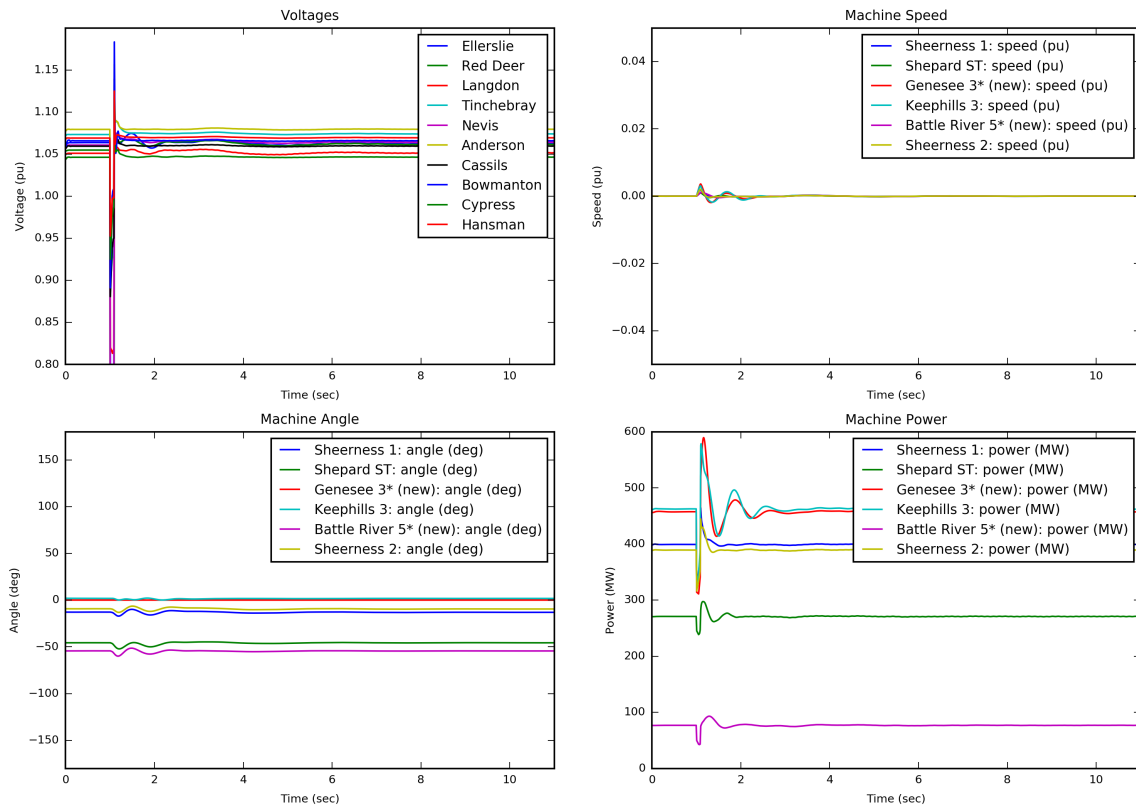 Voltages
1.15
1.10
1.05
1.00
0.95
0.90
0.85
0.80
Voltage (pu)
Ellerslie
Red Deer
Langdon
Tinchebray
Nevis
Anderson
Cassils
Bowmanton
Cypress
Hansman
0 2 4 6 8 10
Time (sec)
Machine Speed
0.04
0.02
0.00
−0.02
−0.04
Speed (pu)
Sheerness 1: speed (pu)
Shepard ST: speed (pu)
Genesee 3* (new): speed (pu)
Keephills 3: speed (pu)
Battle River 5* (new): speed (pu)
Sheerness 2: speed (pu)
0 2 4 6 8 10
Time (sec)
Machine Angle
150
100
50
0
−50
−100
−150
Angle (deg)
Sheerness 1: angle (deg)
Shepard ST: angle (deg)
Genesee 3* (new): angle (deg)
Keephills 3: angle (deg)
Battle River 5* (new): angle (deg)
Sheerness 2: angle (deg)
0 2 4 6 8 10
Time (sec)
Machine Power
600
500
400
300
200
100
0
Power (MW)
Sheerness 1: power (MW)
Shepard ST: power (MW)
Genesee 3* (new): power (MW)
Keephills 3: power (MW)
Battle River 5* (new): power (MW)
Sheerness 2: power (MW)
0 2 4 6 8 10
Time (sec)